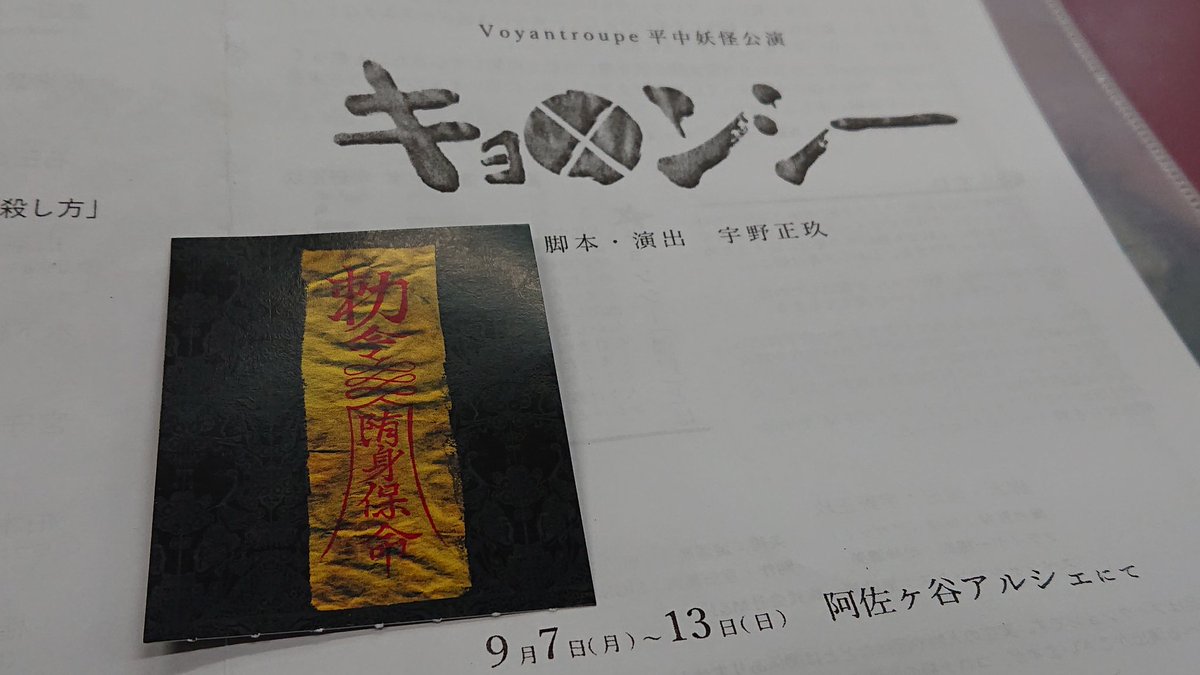 Voyantroupe 平中妖怪公演
キョンシー
殺し方」
脚本・演出 宇野正玖
勅
令
堕
身
保
命
9月7日(月)~13日(日) 阿佐ヶ谷アルシェにて